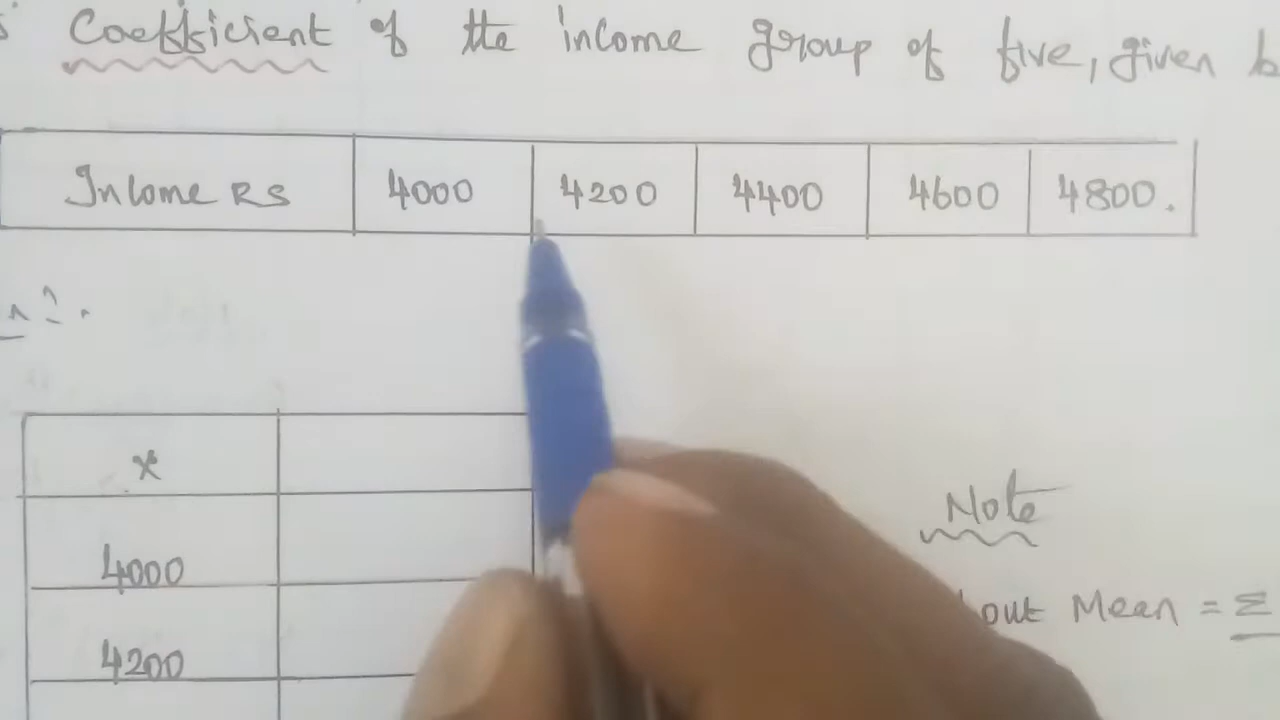 Coefficient of the income group of five, given
Income RS 4000 4200 4400 4600 4800.
x
4000
4200
Note
out Mean = Σ